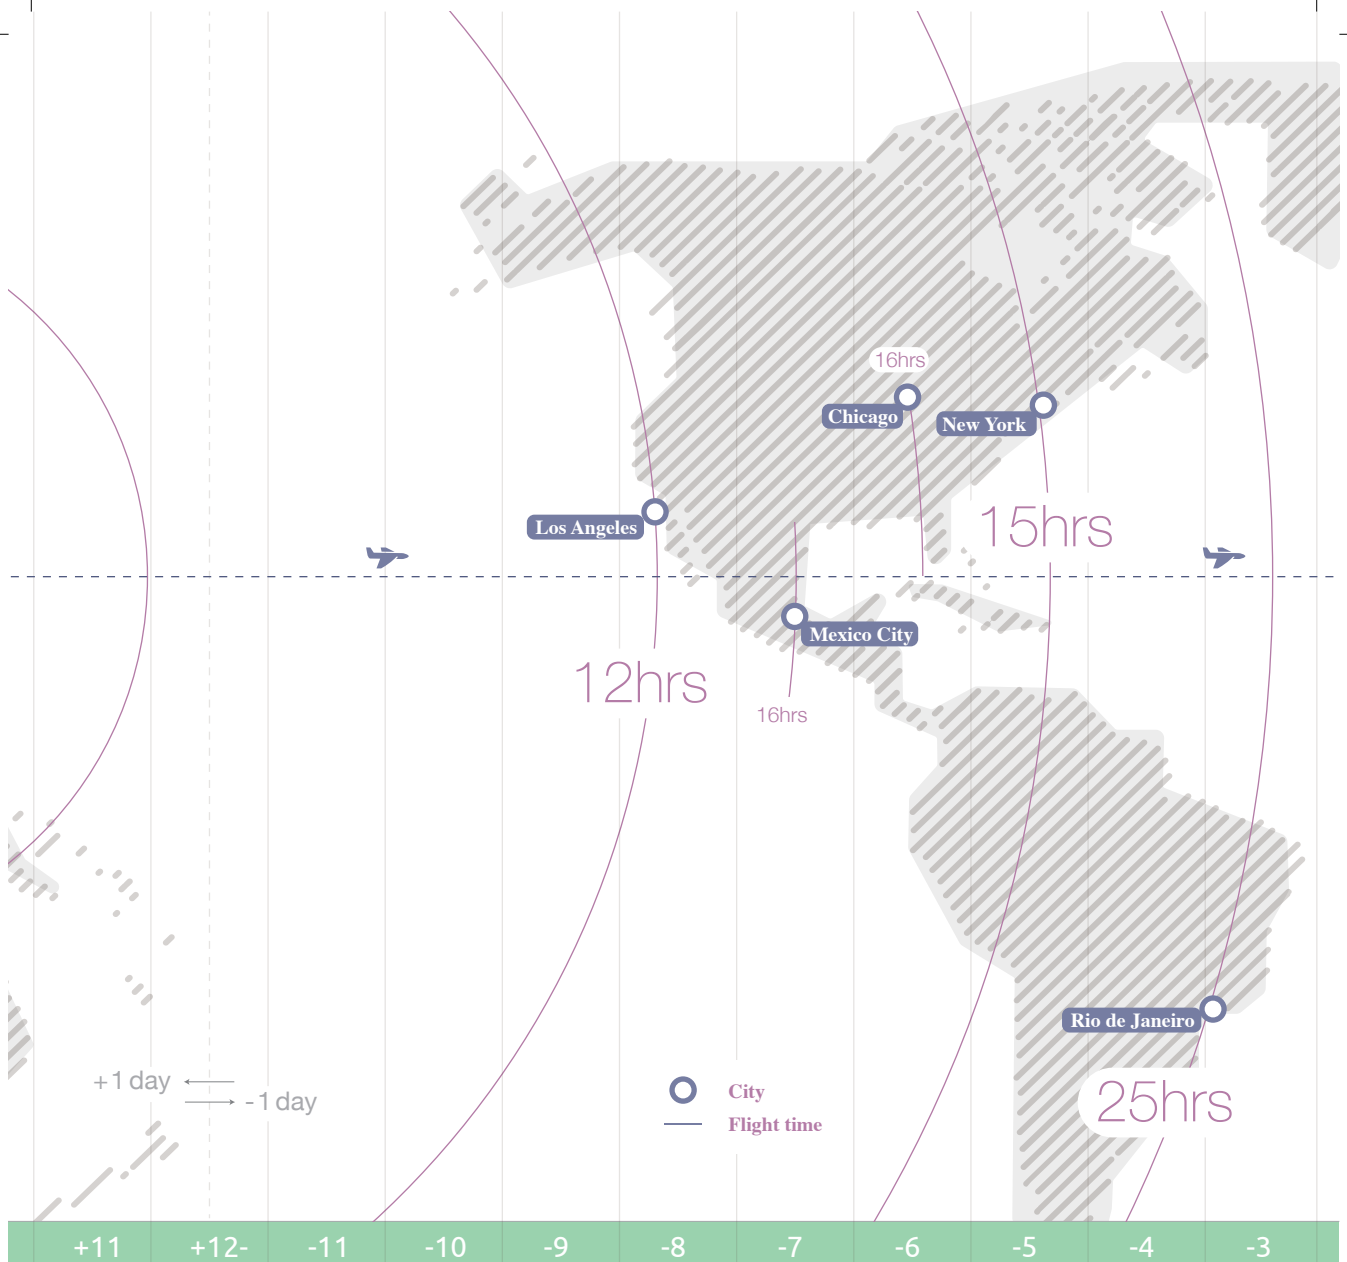 16hrs
Chicago
New York
Los Angeles
15hrs
Mexico City
12hrs
16hrs
Rio de Janeiro
+1 day
-1 day
City
25hrs
Flight time
+11 +12- -11 -10 -9 -8 -7 -6 -5 -4 -3